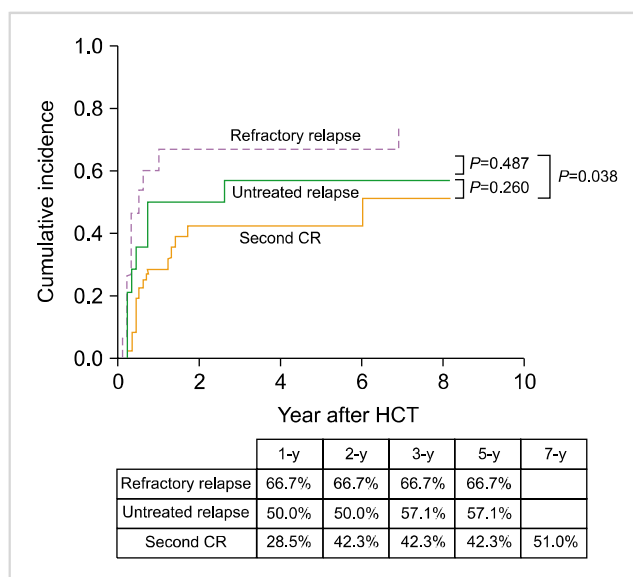 1.0
0.8
0.6
0.4
0.2
0.0
Cumulative incidence
Refractory relapse
Untreated relapse
Second CR
P=0.487
P=0.260
P=0.038
0 2 4 6 8 10
Year after HCT
1-y 2-y 3-y 5-y 7-y
Refractory relapse 66.7% 66.7% 66.7% 66.7%
Untreated relapse 50.0% 50.0% 57.1% 57.1%
Second CR 28.5% 42.3% 42.3% 42.3% 51.0%